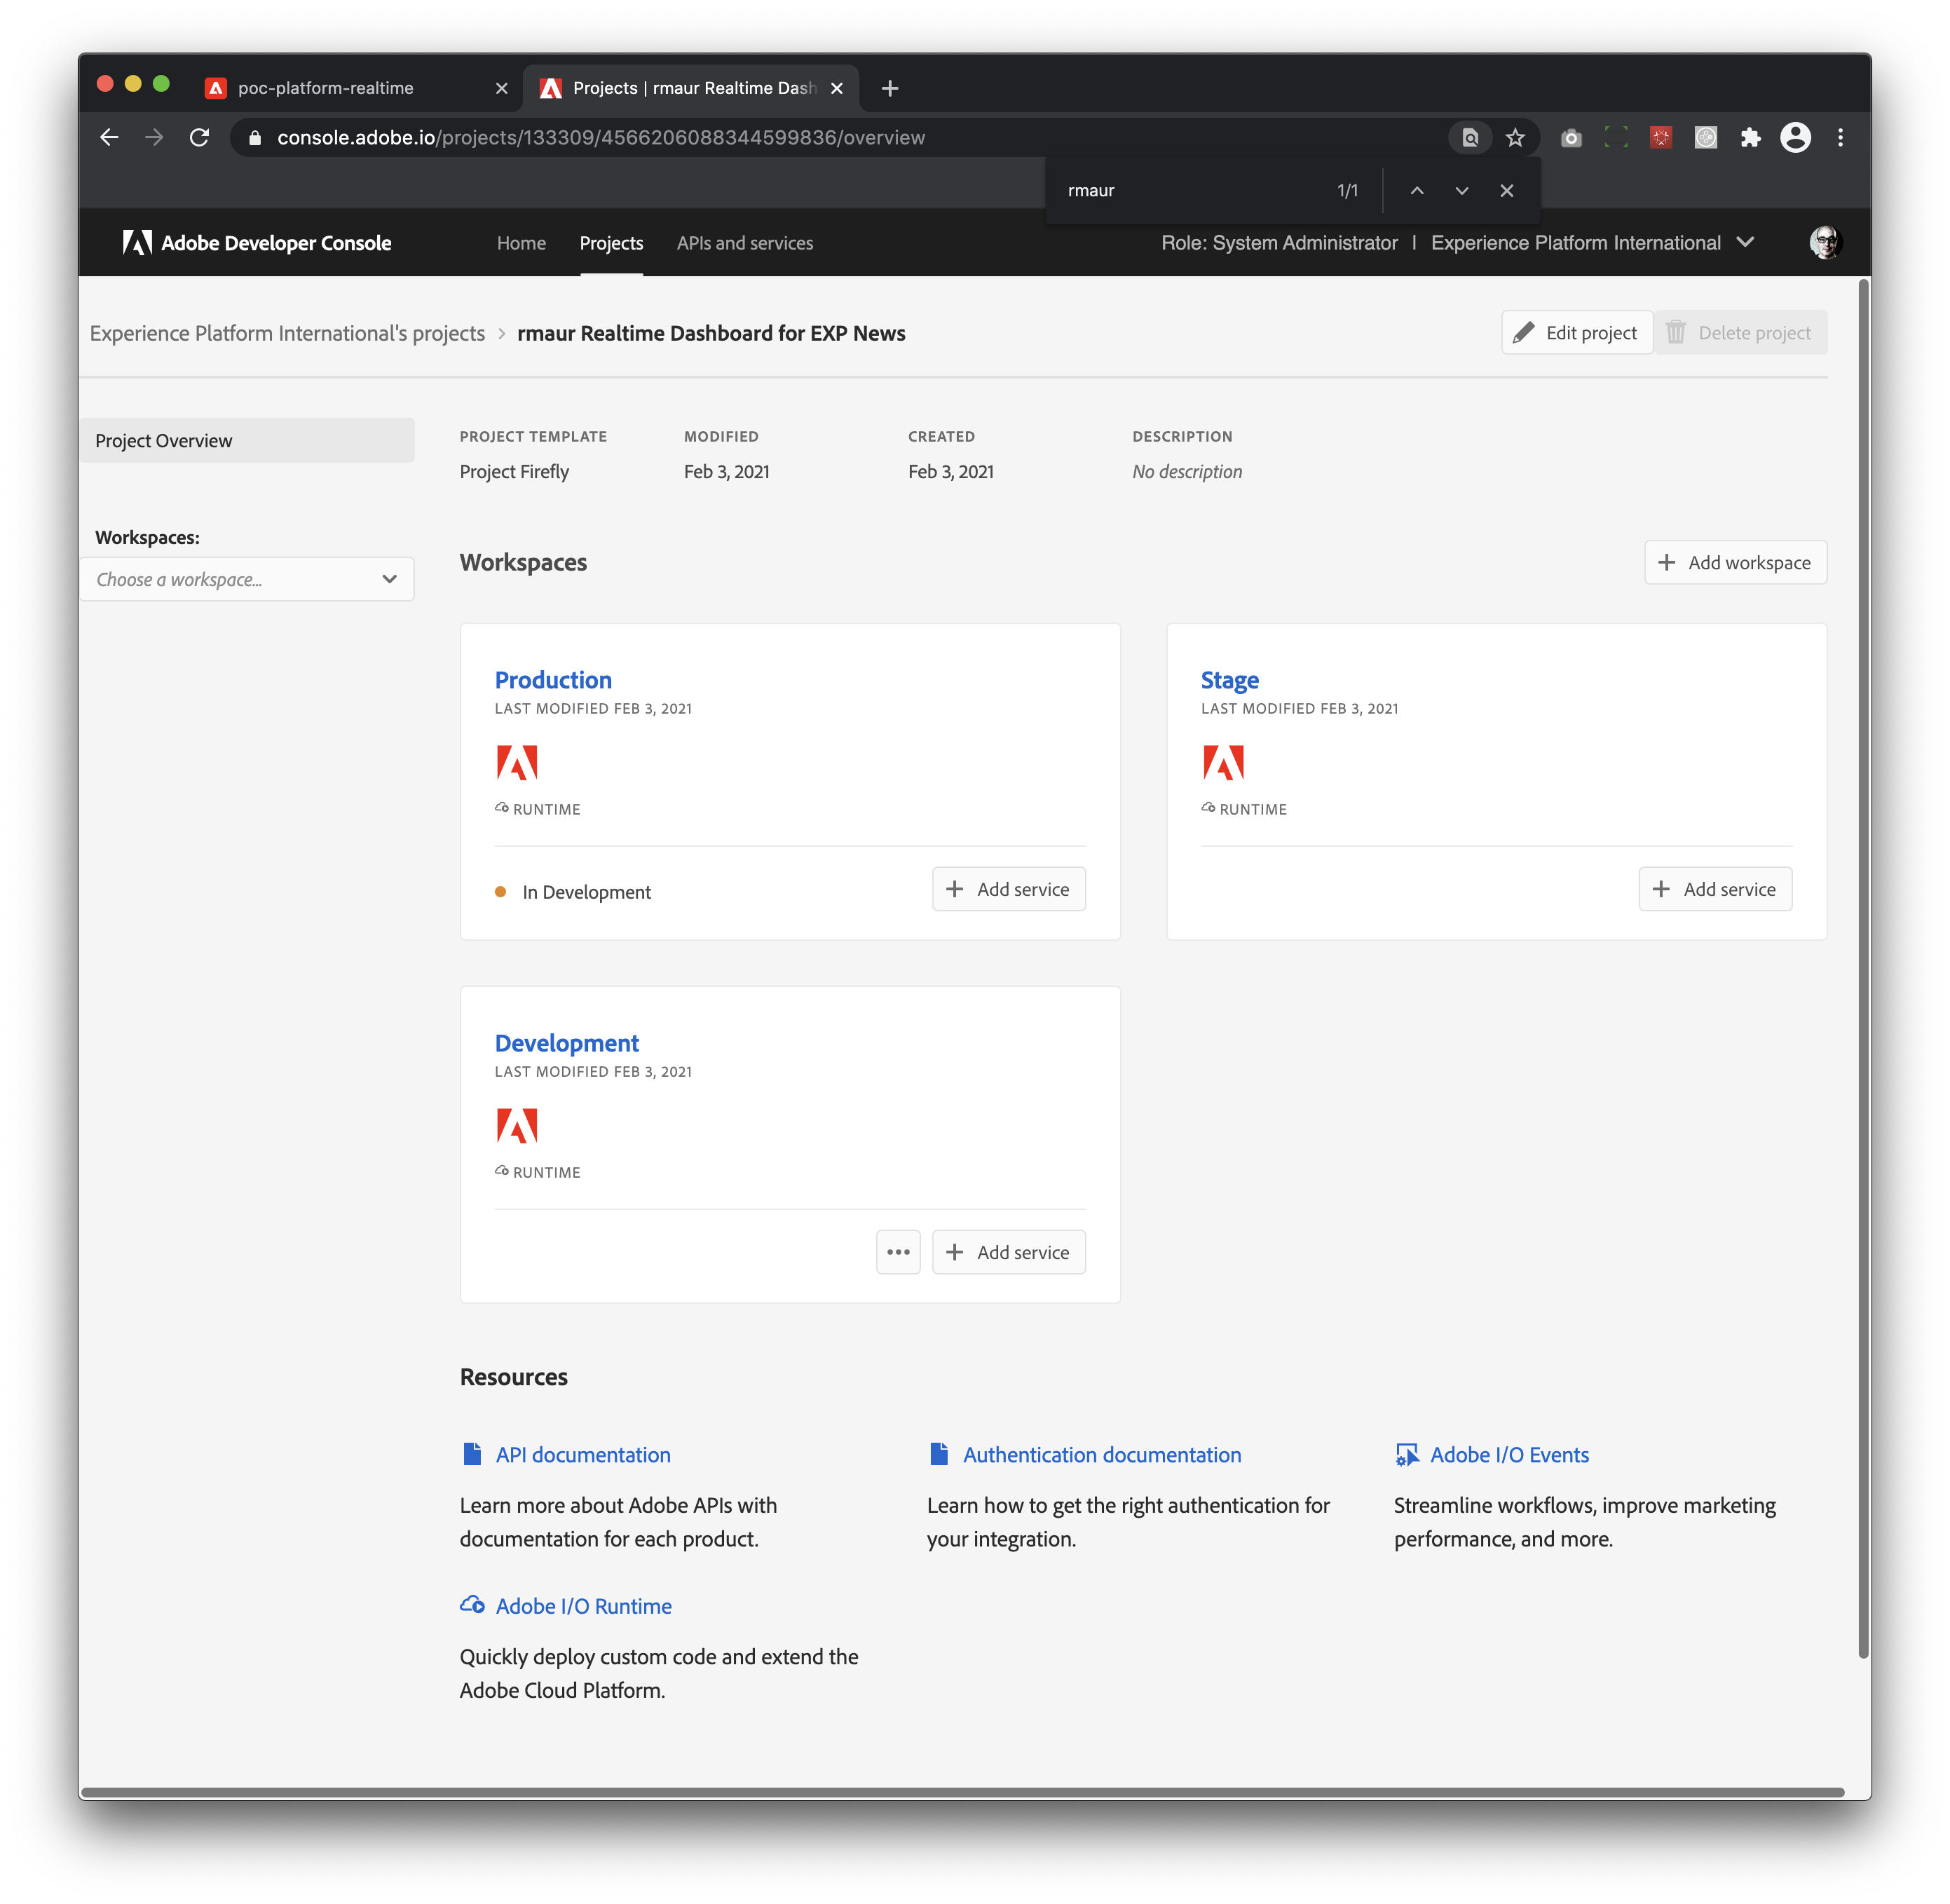 poc-platform-realtime
Projects | rmaur Realtime Dash
console.adobe.io/projects/133309/4566206088344599836/overview
rmaur 1/1
Adobe Developer Console Home Projects APIs and services Role: System Administrator | Experience Platform International
Experience Platform International's projects > rmaur Realtime Dashboard for EXP News Edit project Delete project
Project Overview
Workspaces:
Choose a workspace...
PROJECT TEMPLATE MODIFIED CREATED DESCRIPTION
Project Firefly Feb 3, 2021 Feb 3, 2021 No description
Workspaces Add workspace
Production
LAST MODIFIED FEB 3, 2021
RUNTIME
In Development Add service
Stage
LAST MODIFIED FEB 3, 2021
RUNTIME
Add service
Development
LAST MODIFIED FEB 3, 2021
RUNTIME
Add service
Resources
API documentation
Learn more about Adobe APIs with
documentation for each product.
Authentication documentation
Learn how to get the right authentication for
your integration.
Adobe I/O Events
Streamline workflows, improve marketing
performance, and more.
Adobe I/O Runtime
Quickly deploy custom code and extend the
Adobe Cloud Platform.